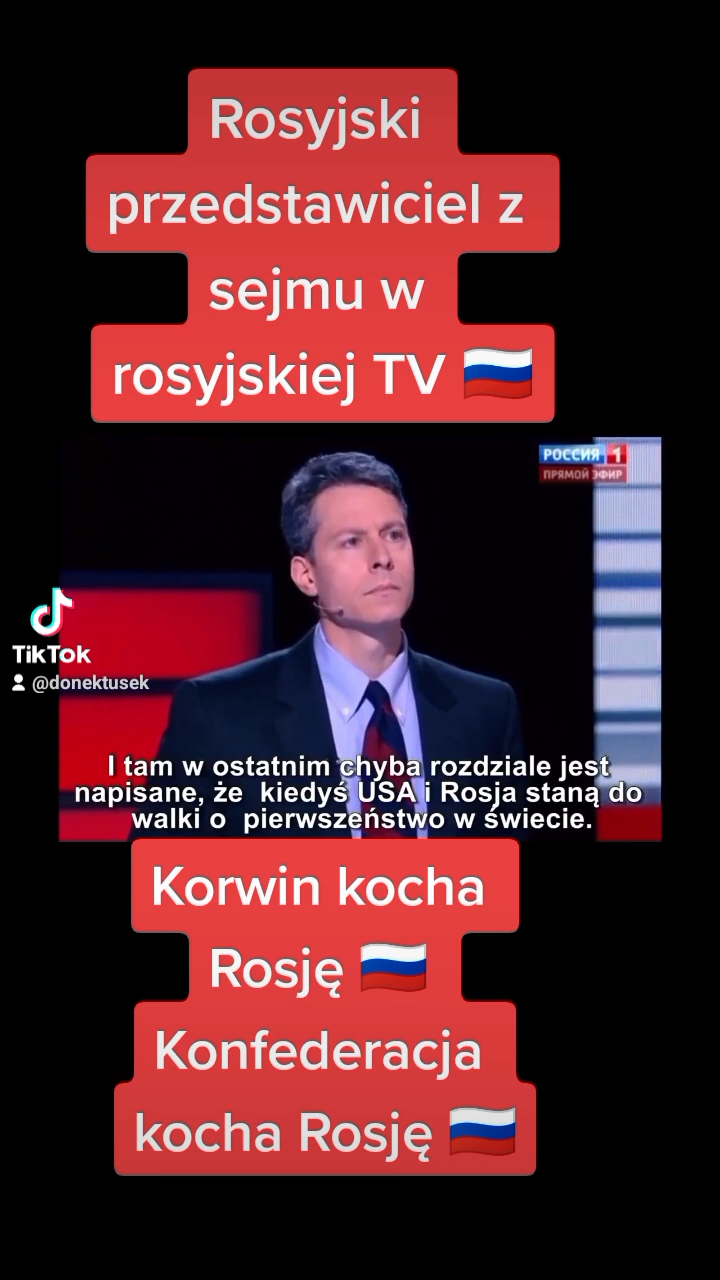 Rosyjski
przedstawiciel z
sejmu w
rosyjskiej TV 🇷🇺
РОССИЯ 1
ПРЯМОЙ ЭФИР
TikTok
@donektusek
I tam w ostatnim chyba rozdziale jest
napisane, że kiedyś USA i Rosja staną do
walki o pierwszeństwo w świecie.
Korwin kocha
Rosję 🇷🇺
Konfederacja
kocha Rosję 🇷🇺